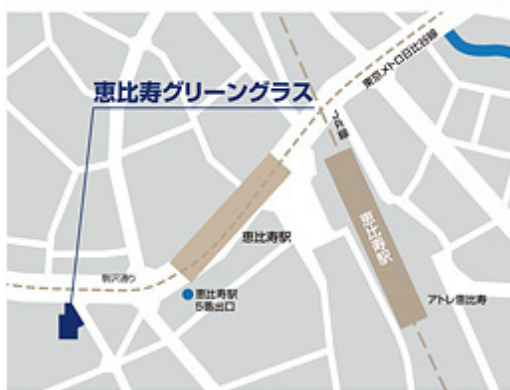 恵比寿グリーングラス
東京メトロ日比谷線
JR線
恵比寿駅
恵比寿駅
駒沢通り
恵比寿駅
5番出口
アトレ恵比寿